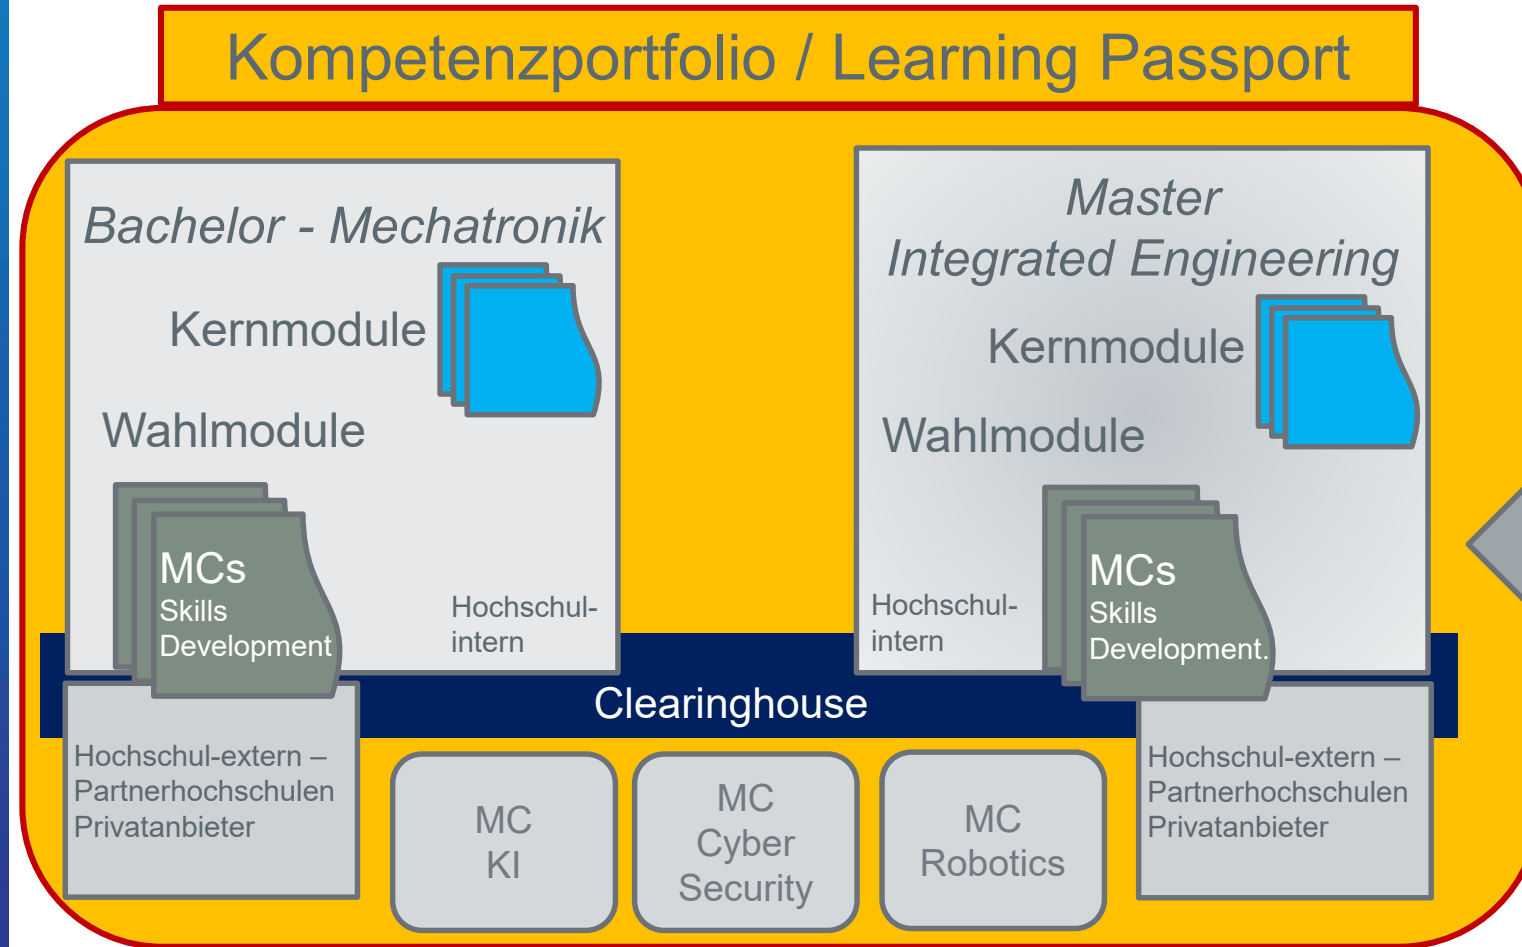 Kompetenzportfolio / Learning Passport
Bachelor - Mechatronik
Kernmodule
Wahlmodule
MCs
Skills
Development
Hochschul-
intern
Master
Integrated Engineering
Kernmodule
Wahlmodule
Hochschul-
intern
MCs
Skills
Development.
Clearinghouse
Hochschul-extern –
Partnerhochschulen
Privatanbieter
MC
KI
MC
Cyber
Security
MC
Robotics
Hochschul-extern –
Partnerhochschulen
Privatanbieter